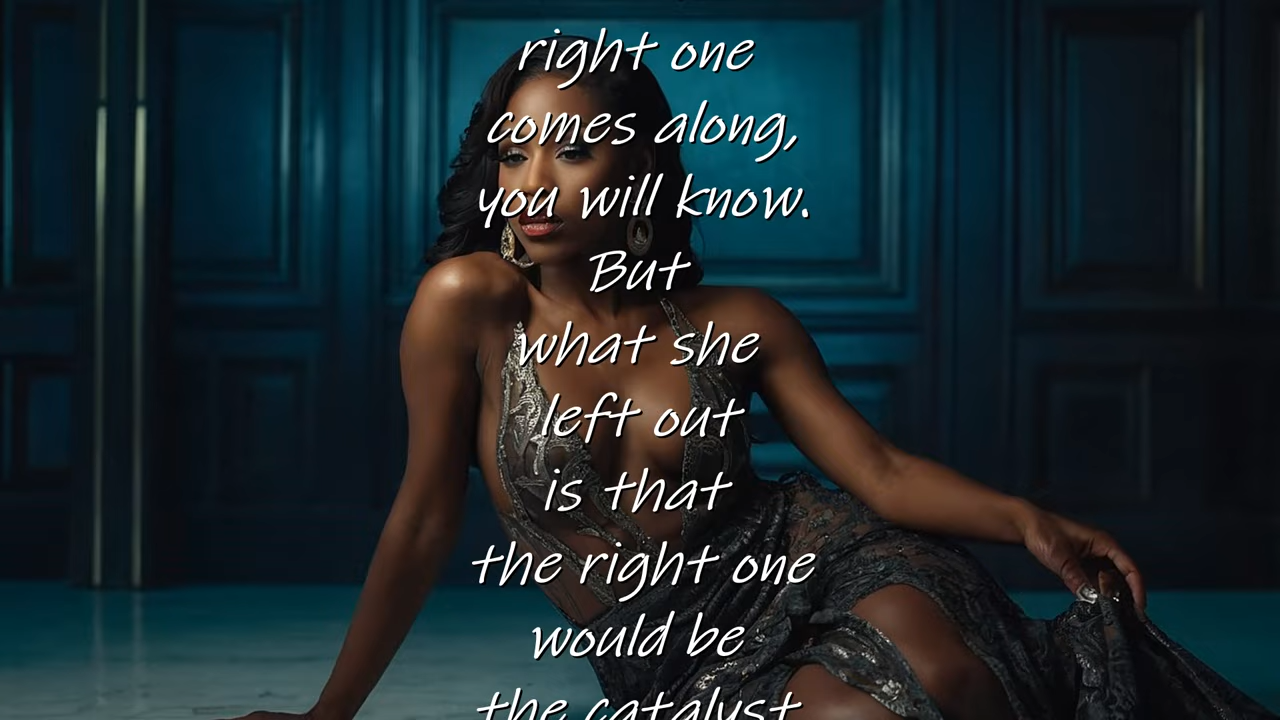 right one
comes along,
you will know.
But
what she
left out
is that
the right one
would be
the catalyst